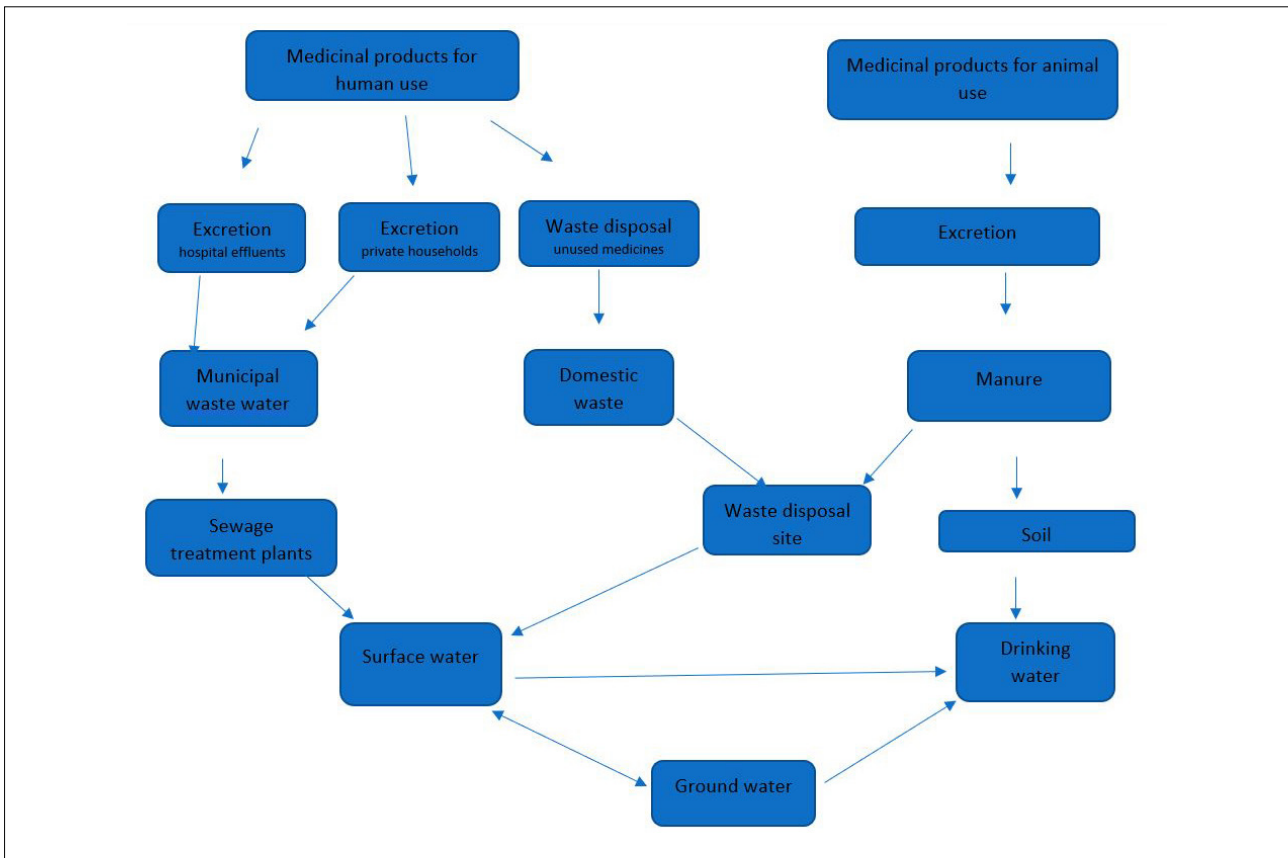 Medicinal products for
human use
Medicinal products for animal
use
Excretion
hospital effluents
Excretion
private households
Waste disposal
unused medicines
Excretion
Municipal
waste water
Domestic
waste
Manure
Sewage
treatment plants
Waste disposal
site
Soil
Surface water
Drinking
water
Ground water